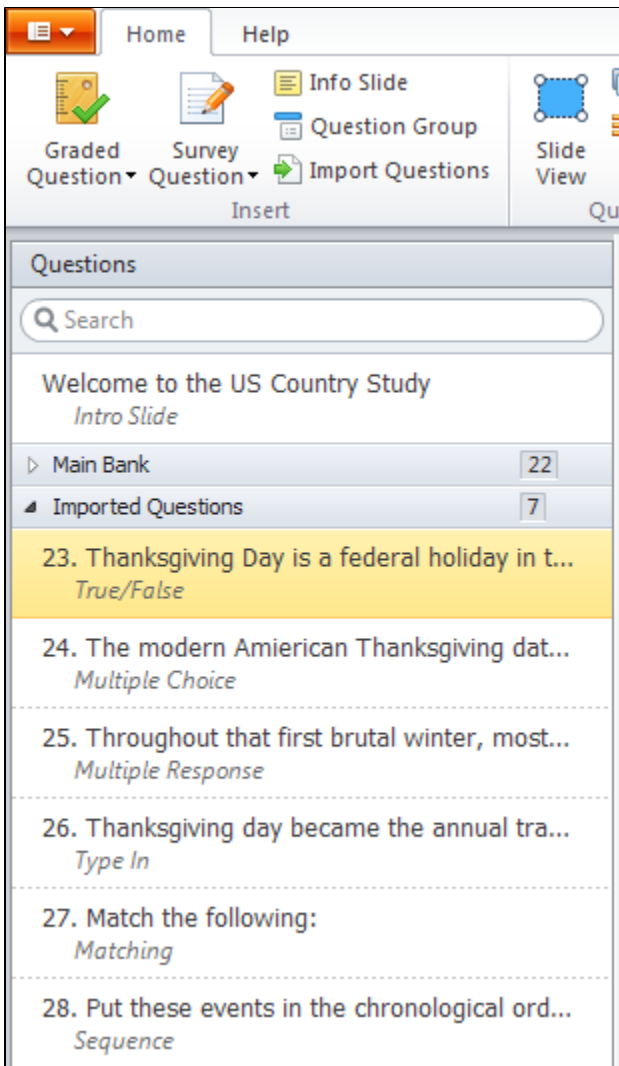 Home Help
Info Slide
Question Group
Import Questions
Graded
Question
Survey
Question
Slide
View
Insert
Qu
Questions
Search
Welcome to the US Country Study
Intro Slide
Main Bank 22
Imported Questions 7
23. Thanksgiving Day is a federal holiday in t...
True/False
24. The modern Amierican Thanksgiving dat...
Multiple Choice
25. Throughout that first brutal winter, most...
Multiple Response
26. Thanksgiving day became the annual tra...
Type In
27. Match the following:
Matching
28. Put these events in the chronological ord...
Sequence